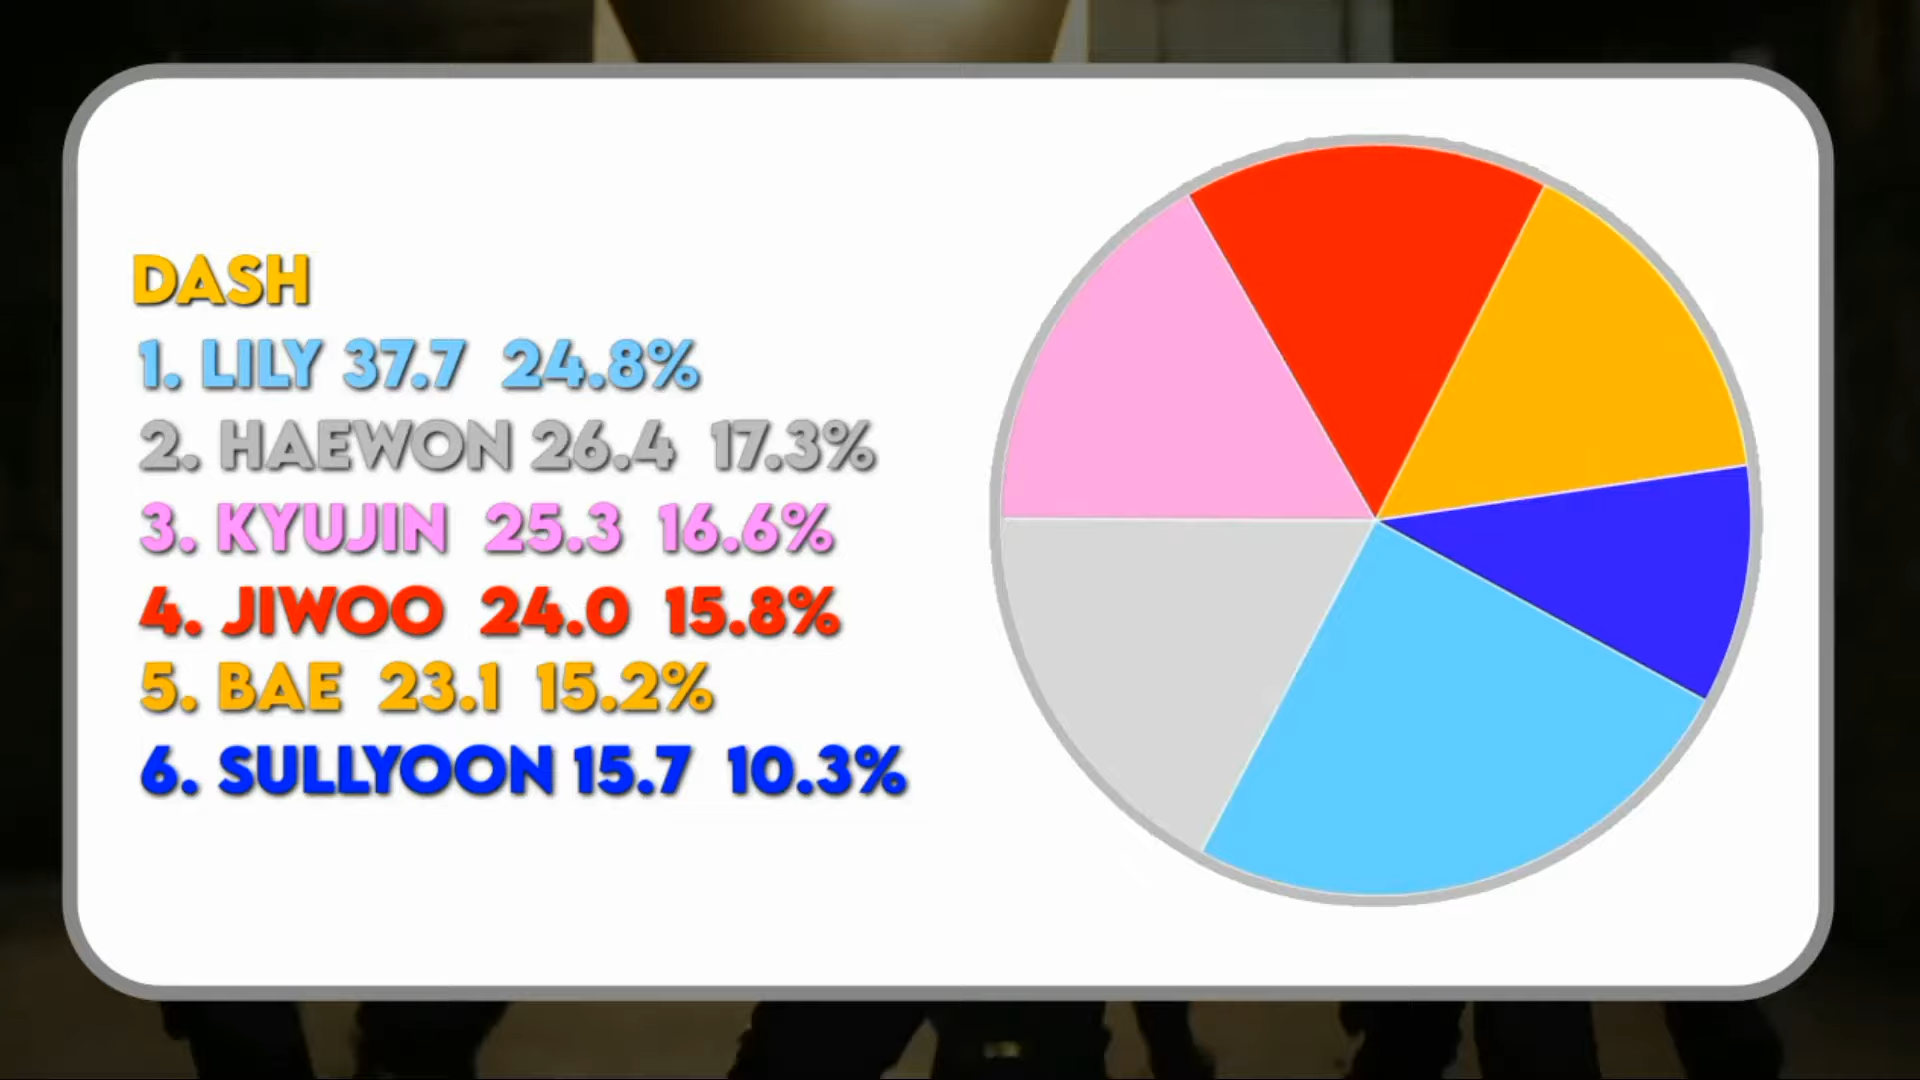 DASH
1. LILY 37.7 24.8%
2. HAEWON 26.4 17.3%
3. KYUJIN 25.3 16.6%
4. JIWOO 24.0 15.8%
5. BAE 23.1 15.2%
6. SULLYOON 15.7 10.3%